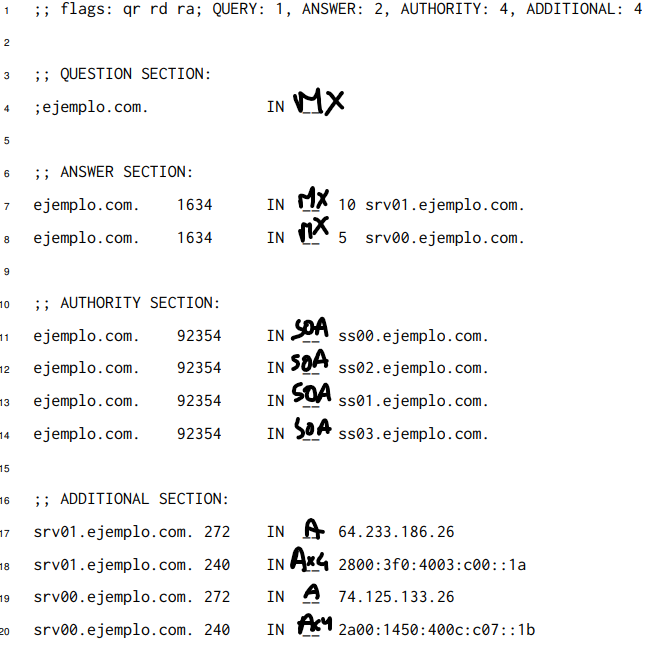 1 ;; flags: qr rd ra; QUERY: 1, ANSWER: 2, AUTHORITY: 4, ADDITIONAL: 4
2
3 ;; QUESTION SECTION:
4 ;ejemplo.com. IN MX
5
6 ;; ANSWER SECTION:
7 ejemplo.com. 1634 IN MX 10 srv01.ejemplo.com.
8 ejemplo.com. 1634 IN MX 5 srv00.ejemplo.com.
9
10 ;; AUTHORITY SECTION:
11 ejemplo.com. 92354 IN SOA ss00.ejemplo.com.
12 ejemplo.com. 92354 IN SOA ss02.ejemplo.com.
13 ejemplo.com. 92354 IN SOA ss01.ejemplo.com.
14 ejemplo.com. 92354 IN SOA ss03.ejemplo.com.
15
16 ;; ADDITIONAL SECTION:
17 srv01.ejemplo.com. 272 IN A 64.233.186.26
18 srv01.ejemplo.com. 240 IN Ax4 2800:3f0:4003:c00::1a
19 srv00.ejemplo.com. 272 IN A 74.125.133.26
20 srv00.ejemplo.com. 240 IN Ax4 2a00:1450:400c:c07::1b